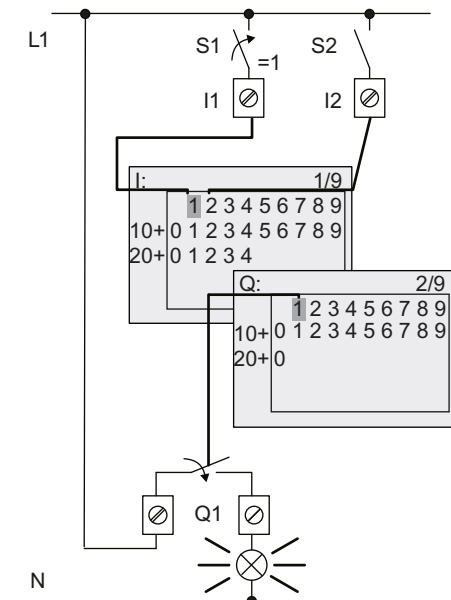 L1
S1
S2
=1
I1
I2
I: 1/9
1 2 3 4 5 6 7 8 9
10+ 0 1 2 3 4 5 6 7 8 9
20+ 0 1 2 3 4
Q: 2/9
1 2 3 4 5 6 7 8 9
10+ 0 1 2 3 4 5 6 7 8 9
20+ 0
Q1
N